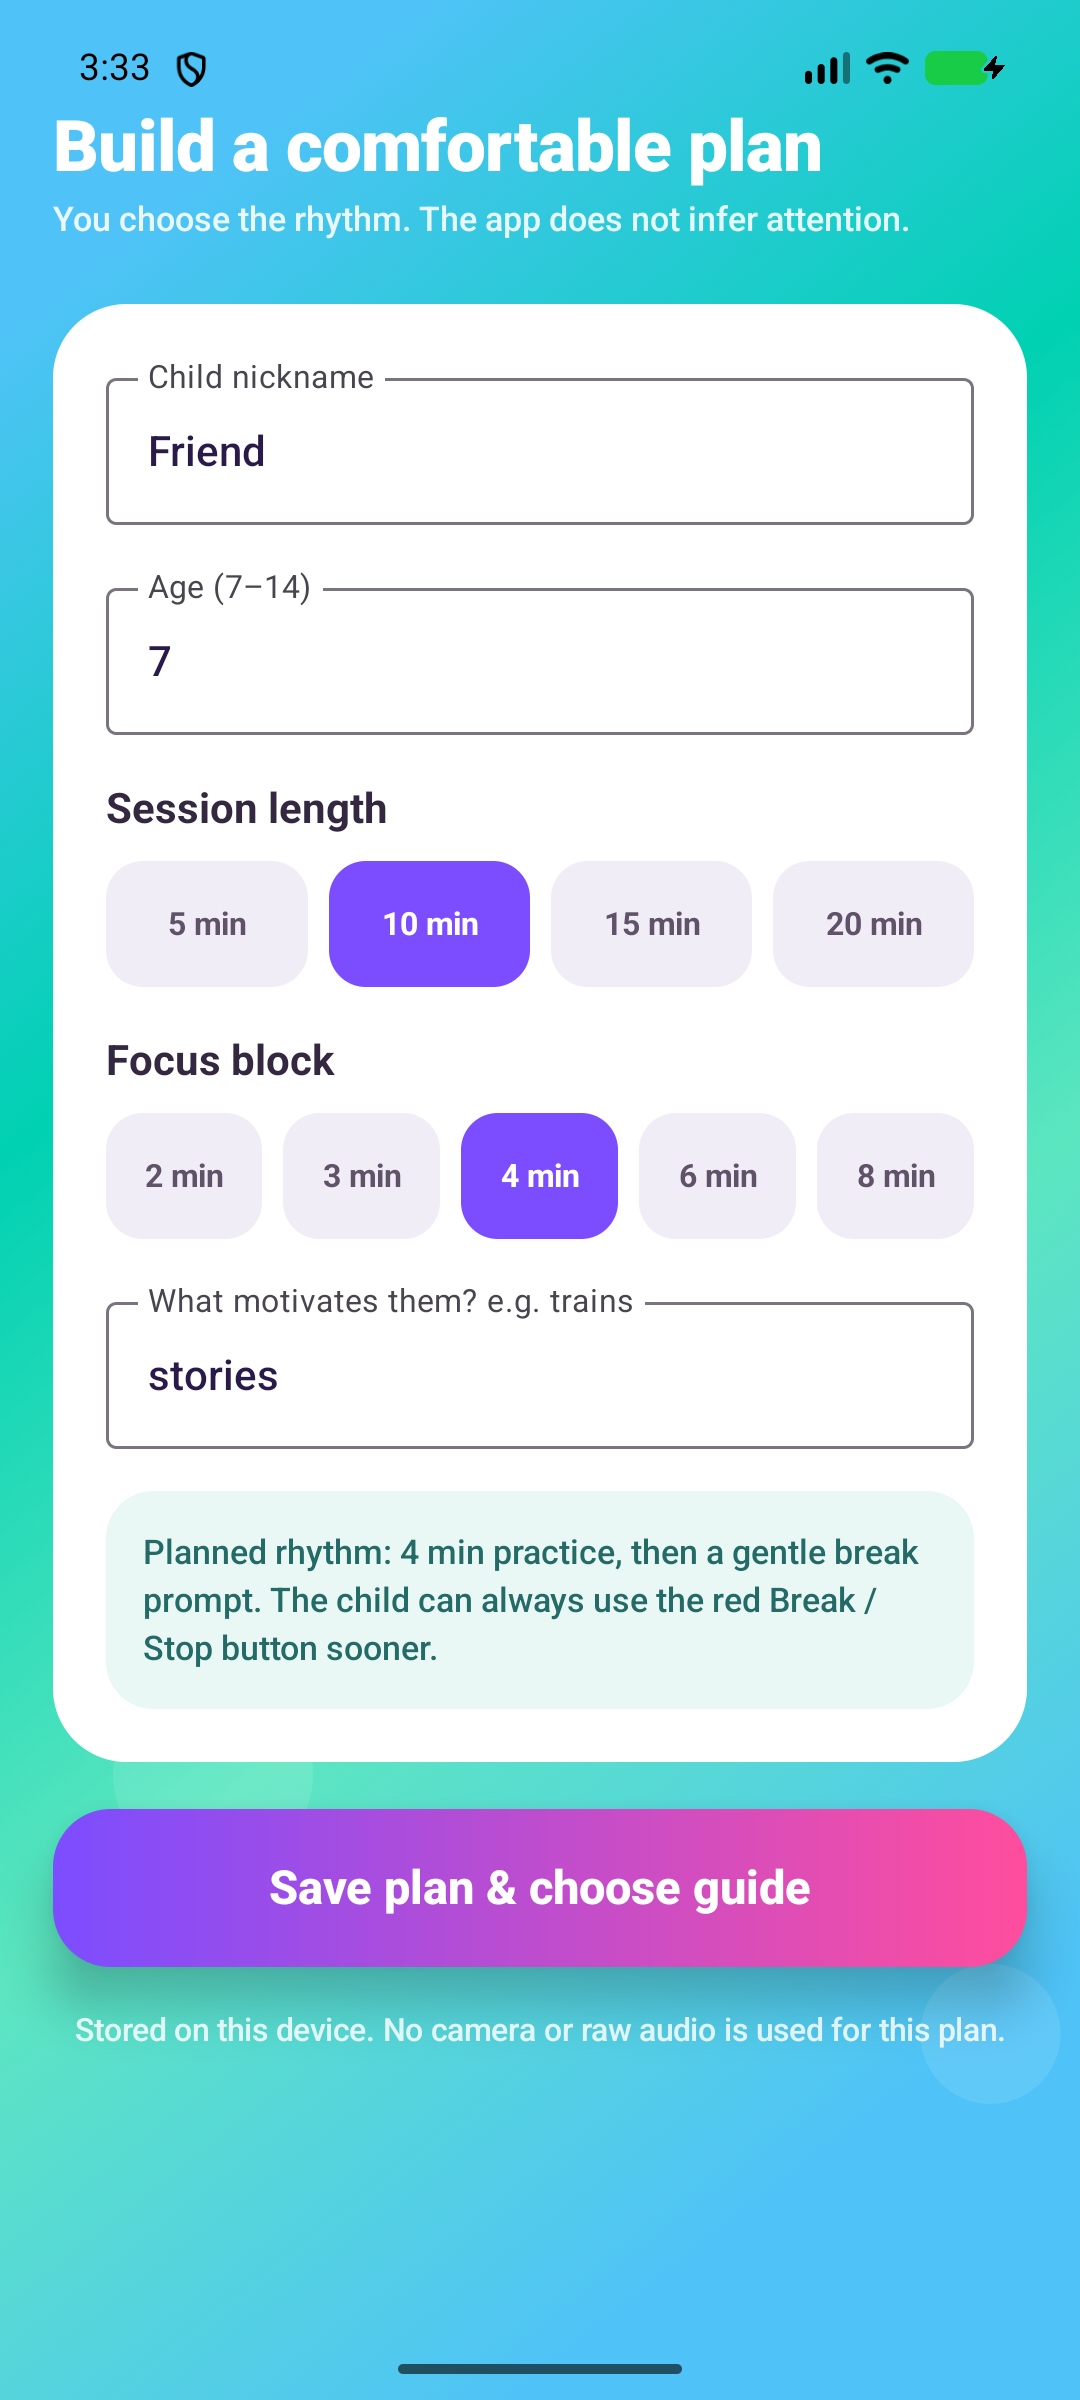 3:33
Build a comfortable plan
You choose the rhythm. The app does not infer attention.
Child nickname
Friend
Age (7–14)
7
Session length
5 min
10 min
15 min
20 min
Focus block
2 min
3 min
4 min
6 min
8 min
What motivates them? e.g. trains
stories
Planned rhythm: 4 min practice, then a gentle break
prompt. The child can always use the red Break /
Stop button sooner.
Save plan & choose guide
Stored on this device. No camera or raw audio is used for this plan.